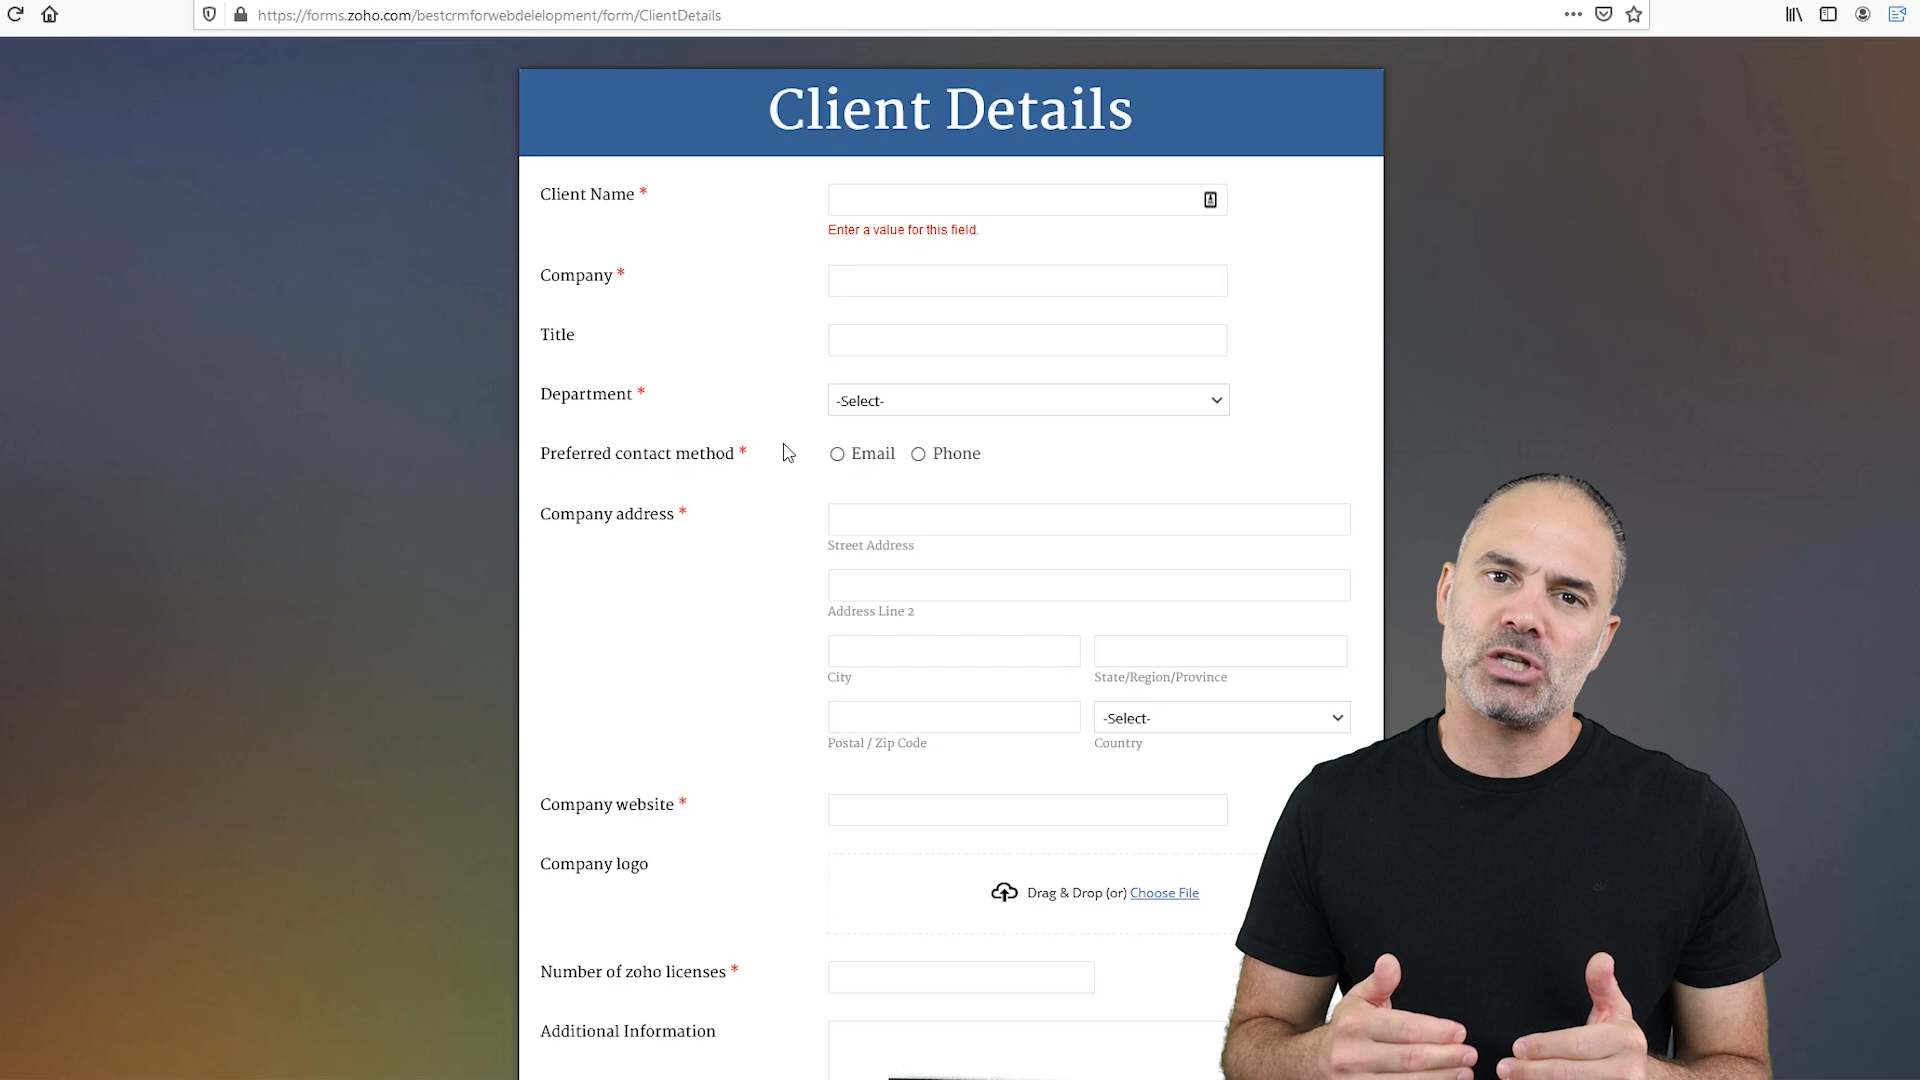 https://forms.zoho.com/bestcrmforwebdelelopment/form/ClientDetails
Client Details
Client Name *
Enter a value for this field.
Company *
Title
Department *
-Select-
Preferred contact method *
Email
Phone
Company address *
Street Address
Address Line 2
City
State/Region/Province
Postal / Zip Code
-Select-
Country
Company website *
Company logo
Drag & Drop (or) Choose File
Number of zoho licenses *
Additional Information